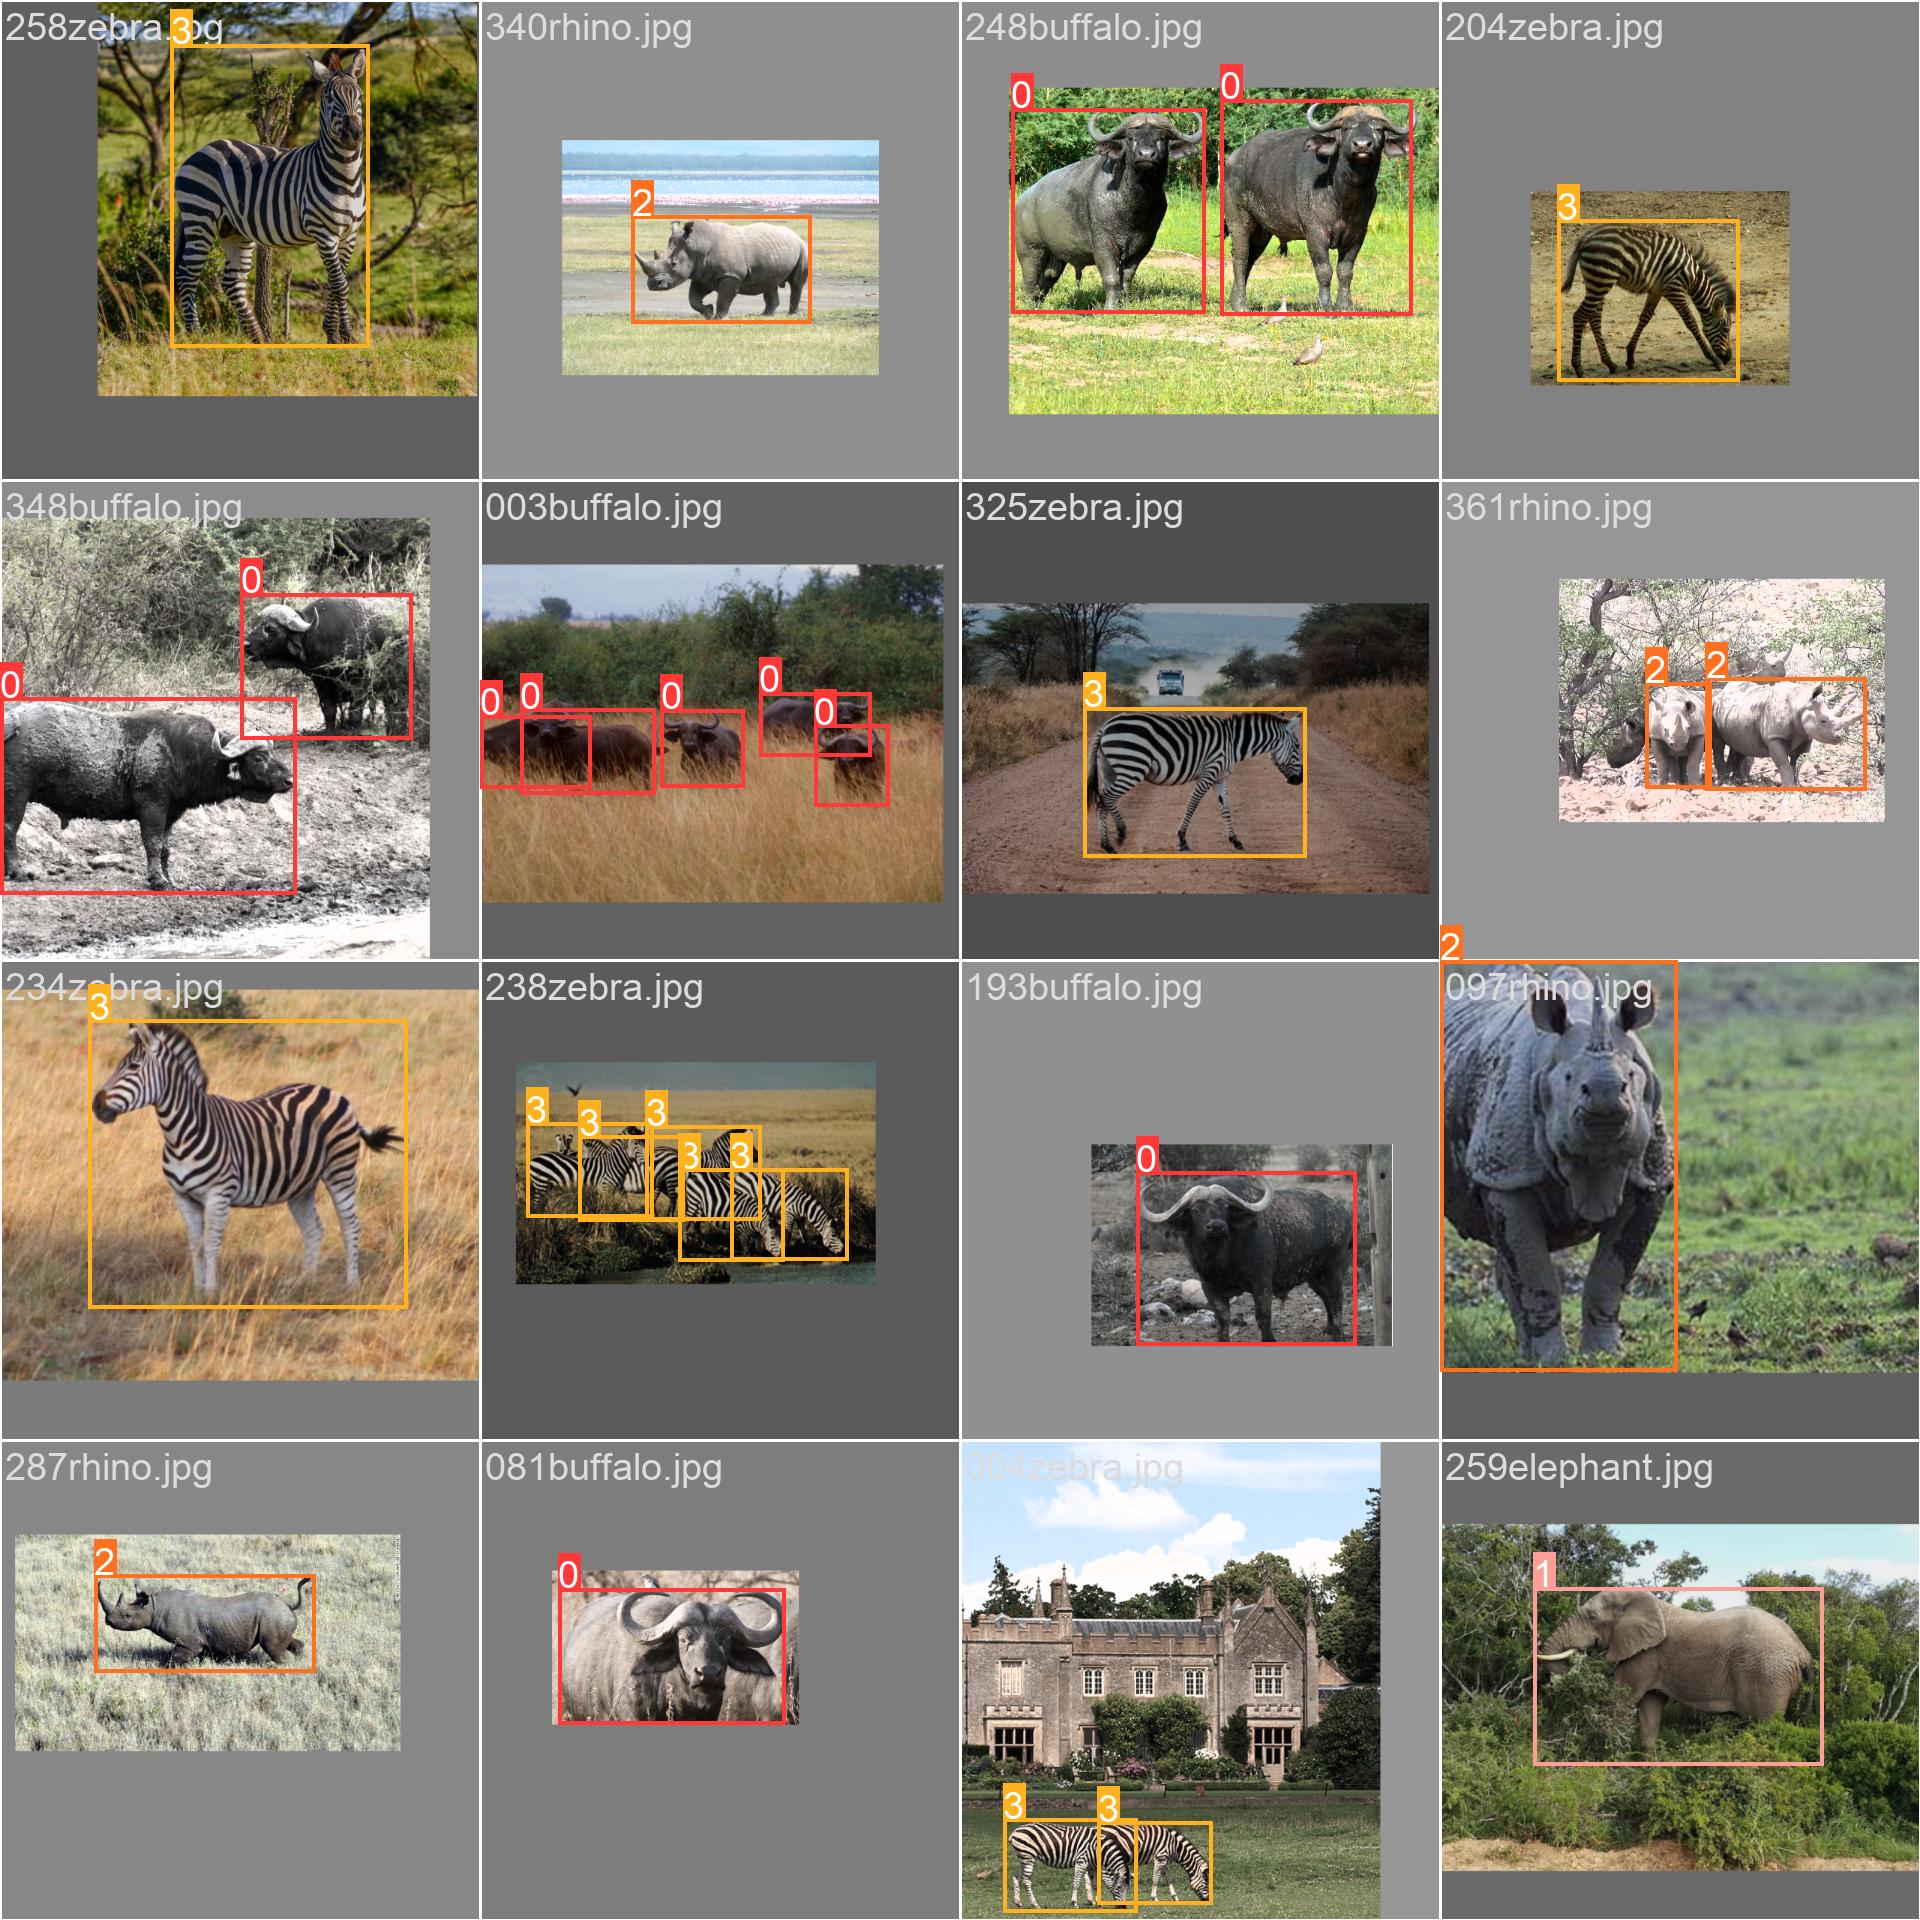 258zebra.jpg
3
340rhino.jpg
2
248buffalo.jpg
0
0
204zebra.jpg
3
348buffalo.jpg
0
0
003buffalo.jpg
0
0
0
0
0
325zebra.jpg
3
361rhino.jpg
2
2
234zebra.jpg
3
238zebra.jpg
3
3
3
3
3
193buffalo.jpg
0
097rhino.jpg
2
287rhino.jpg
2
081buffalo.jpg
0
004zebra.jpg
3
3
259elephant.jpg
1